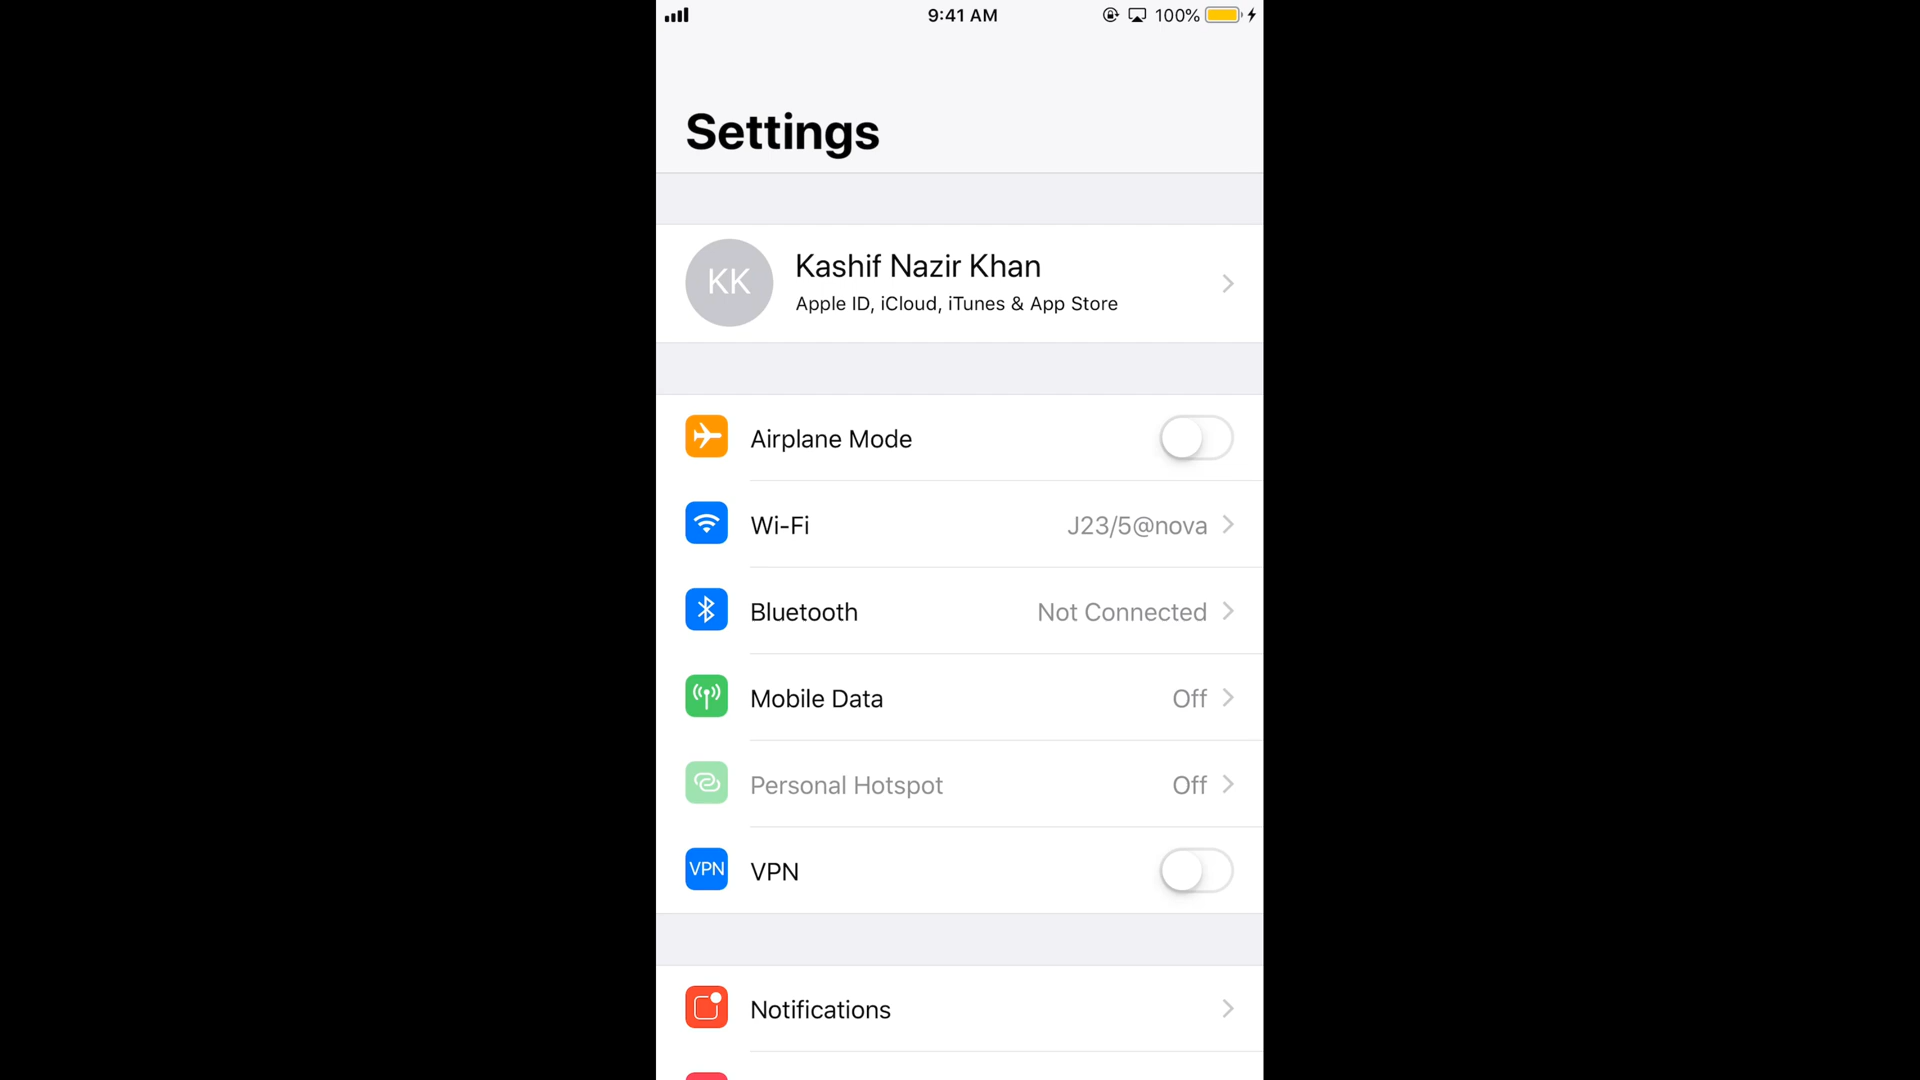 9:41 AM 100%
Settings
KK
Kashif Nazir Khan
Apple ID, iCloud, iTunes & App Store
Airplane Mode
Wi-Fi J23/5@nova
Bluetooth Not Connected
Mobile Data Off
Personal Hotspot Off
VPN VPN
Notifications